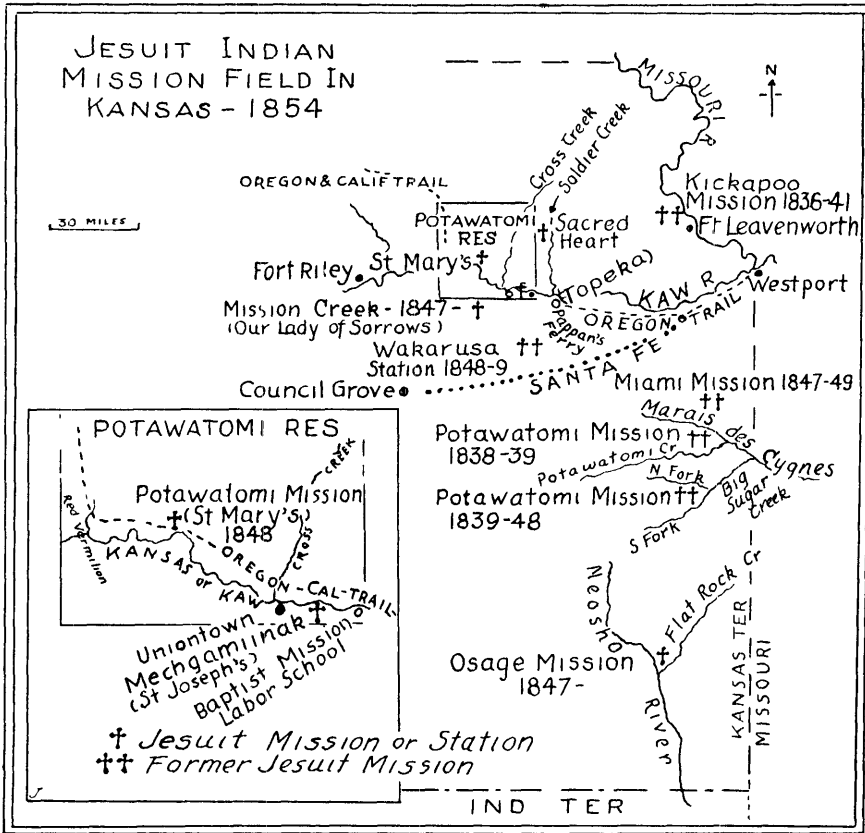 JESUIT INDIAN
MISSION FIELD IN
KANSAS - 1854
MISSOURI R
N
Cross Creek
Soldier Creek
OREGON & CALIF TRAIL
30 MILES
POTAWATOMI
RES
Sacred
Heart
Kickapoo
Mission 1836-41
Ft Leavenworth
St Mary's
Fort Riley
(Topeka)
KAW R
Westport
Mission Creek - 1847-
(Our Lady of Sorrows)
Pappan's
Ferry
OREGON TRAIL
Wakarusa
Station 1848-9
SANTA FE
Council Grove
Miami Mission 1847-49
Marais des Cygnes
Potawatomi Mission
1838-39
Potawatomi Cr
N Fork
Potawatomi Mission
1839-48
Big
Sugar
Creek
S Fork
Neosho
River
Flat Rock Cr
Osage Mission
1847-
KANSAS TER
MISSOURI
IND TER
POTAWATOMI RES
CROSS CREEK
Potawatomi Mission
(St Mary's)
1848
Red Vermilion
KANSAS or KAW
OREGON-CAL-TRAIL-
Uniontown
Mechgamiinak
(St Joseph's)
Baptist Mission
Labor School
† Jesuit Mission or Station
†† Former Jesuit Mission
J